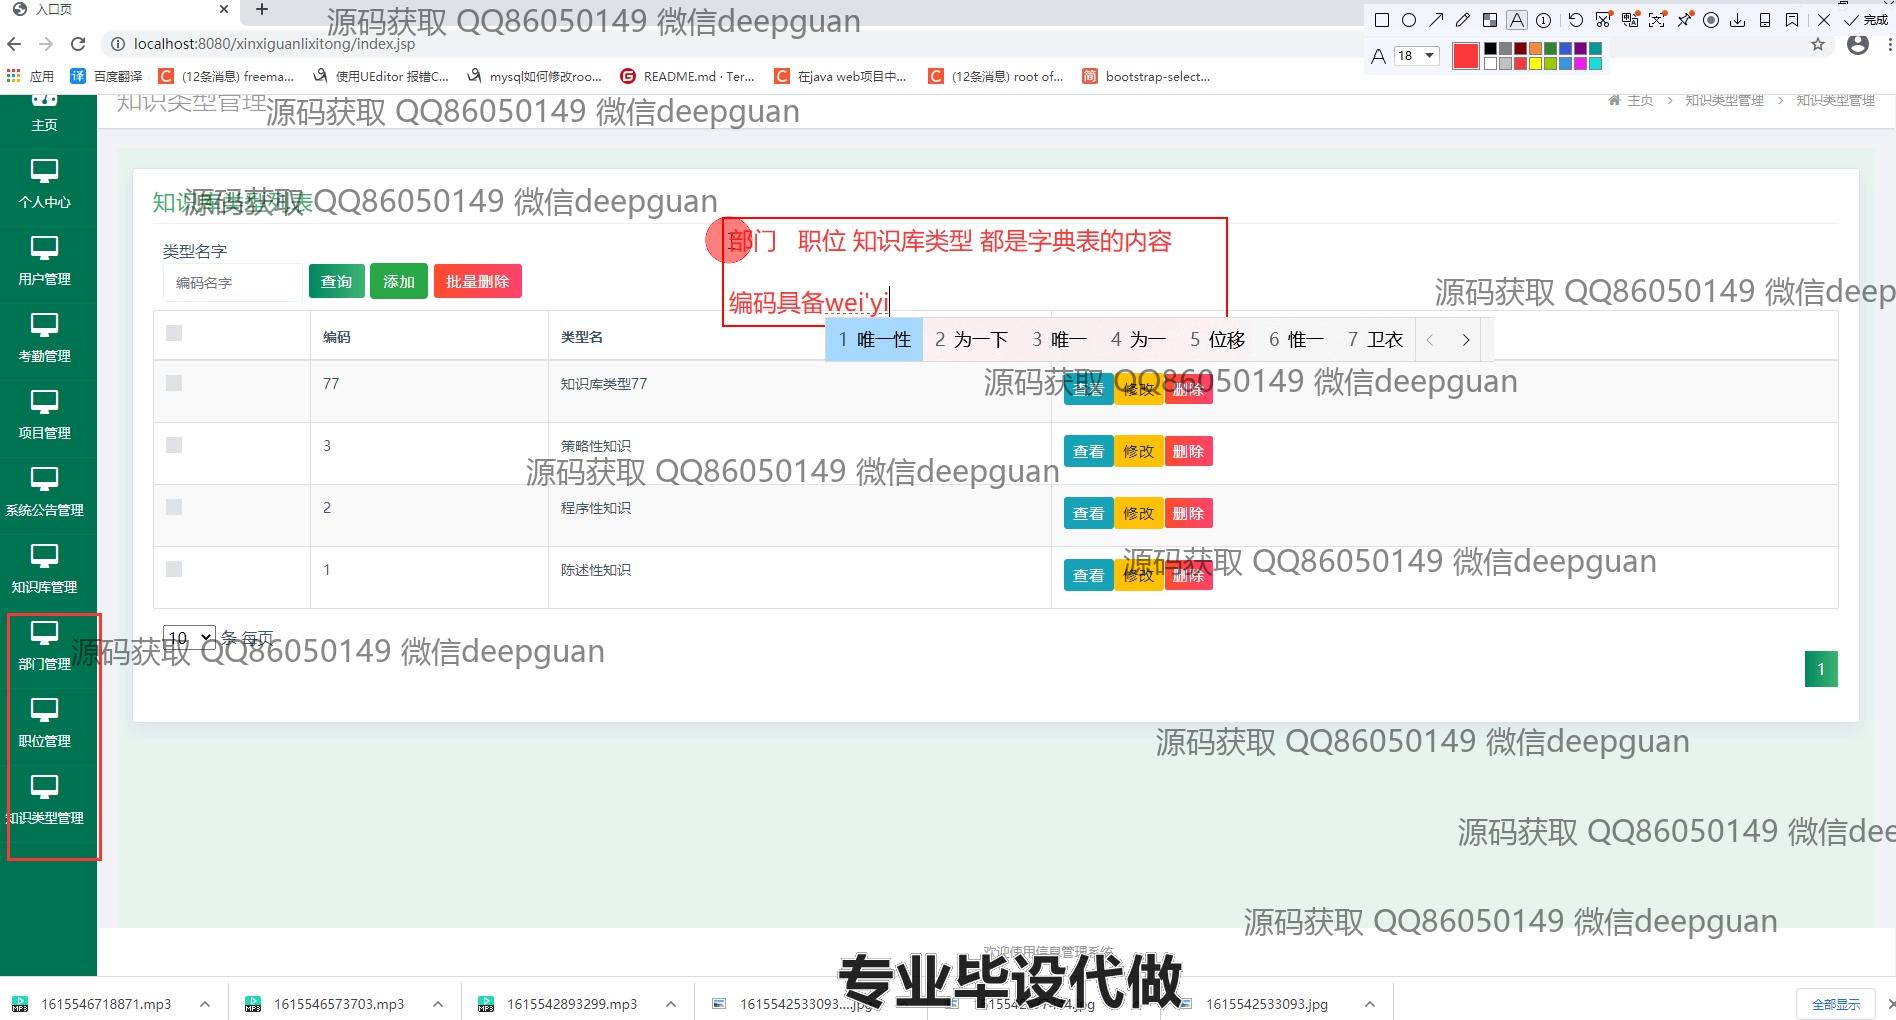 入口页
源码获取 QQ86050149 微信deepguan
完成
localhost:8080/xinxiguanlixitong/index.jsp
A 18
应用 百度翻译 (12条消息) freema... 使用UEditor 报错C... mysql如何修改roo... README.md · Ter... 在java web项目中... (12条消息) root of... bootstrap-select...
知识类型管理
源码获取 QQ86050149 微信deepguan
主页 > 知识类型管理 > 知识类型管理
主页
个人中心
用户管理
考勤管理
项目管理
系统公告管理
知识库管理
部门管理
职位管理
知识类型管理
知识库类型列表
源码获取 QQ86050149 微信deepguan
部门 职位 知识库类型 都是字典表的内容
编码具备wei'yi
1 唯一性 2 为一下 3 唯一 4 为一 5 位移 6 惟一 7 卫衣
类型名字
编码名字 查询 添加 批量删除
源码获取 QQ86050149 微信deep
编码 类型名
77 知识库类型77 查看 修改 删除
源码获取 QQ86050149 微信deepguan
3 策略性知识 查看 修改 删除
源码获取 QQ86050149 微信deepguan
2 程序性知识 查看 修改 删除
1 陈述性知识 查看 修改 删除
源码获取 QQ86050149 微信deepguan
10 条 每页
源码获取 QQ86050149 微信deepguan
1
源码获取 QQ86050149 微信deepguan
源码获取 QQ86050149 微信dee
源码获取 QQ86050149 微信deepguan
欢迎使用信息管理系统
专业毕设代做
1615546718871.mp3 1615546573703.mp3 1615542893299.mp3 1615542533093....jpg 1615542533093.jpg 全部显示